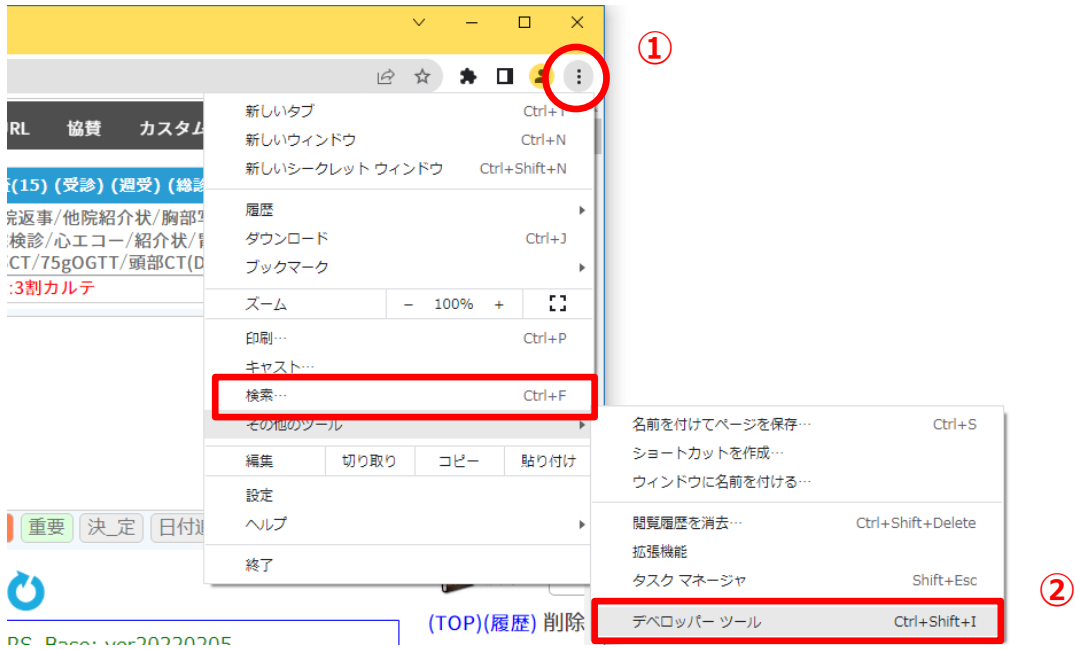 ①
新しいタブ Ctrl+T
新しいウィンドウ Ctrl+N
新しいシークレット ウィンドウ Ctrl+Shift+N
RL 協賛 カスタム
(15) (受診) (週受) (総診
院返事/他院紹介状/胸部写
検診/心エコー/紹介状/
CT/75gOGTT/頭部CT(D
:3割カルテ
履歴
ダウンロード Ctrl+J
ブックマーク
ズーム − 100% +
印刷… Ctrl+P
キャスト…
検索… Ctrl+F
その他のツール
編集 切り取り コピー 貼り付け
設定
ヘルプ
終了
名前を付けてページを保存… Ctrl+S
ショートカットを作成…
ウィンドウに名前を付ける…
閲覧履歴を消去… Ctrl+Shift+Delete
拡張機能
タスク マネージャ Shift+Esc
デベロッパー ツール Ctrl+Shift+I
②
重要 決_定 日付
(TOP)(履歴) 削除
RS_Base: ver20220205